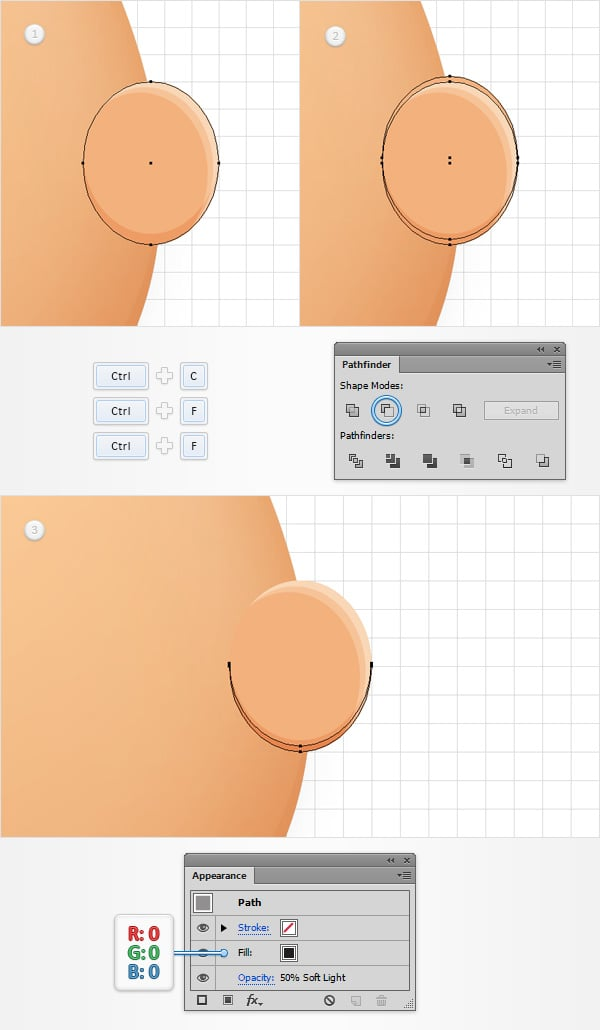 1
2
Ctrl C
Ctrl F
Ctrl F
Pathfinder
Shape Modes:
Expand
Pathfinders:
3
Appearance
Path
Stroke:
Fill:
Opacity: 50% Soft Light
fx
R: 0
G: 0
B: 0